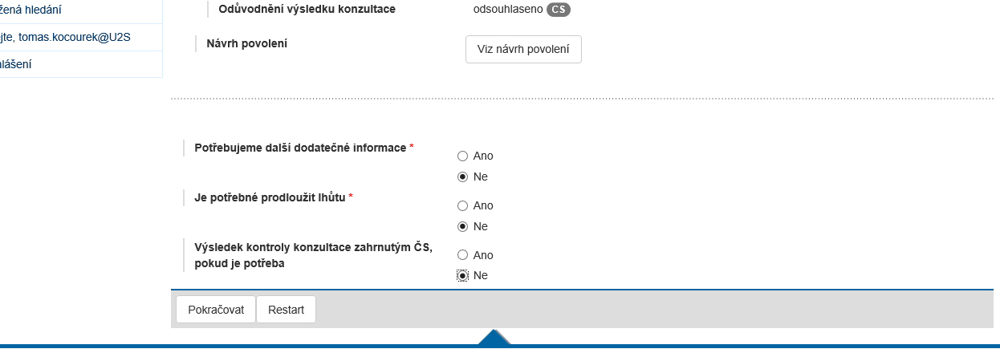 žená hledání
Odůvodnění výsledku konzultace
odsouhlaseno CS
jte, tomas.kocourek@U2S
Návrh povolení
Viz návrh povolení
hlášení
Potřebujeme další dodatečné informace *
Ano
Ne
Je potřebné prodloužit lhůtu *
Ano
Ne
Výsledek kontroly konzultace zahrnutým ČS,
pokud je potřeba
Ano
Ne
Pokračovat
Restart